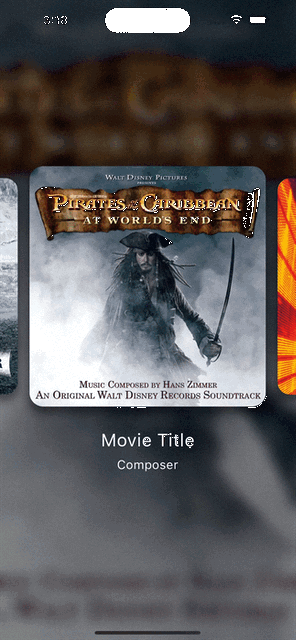 WALT DISNEY PICTURES
PRESENTS
PIRATES of the CARIBBEAN
AT WORLD'S END
MUSIC COMPOSED BY HANS ZIMMER
AN ORIGINAL WALT DISNEY RECORDS SOUNDTRACK
Movie Title
Composer